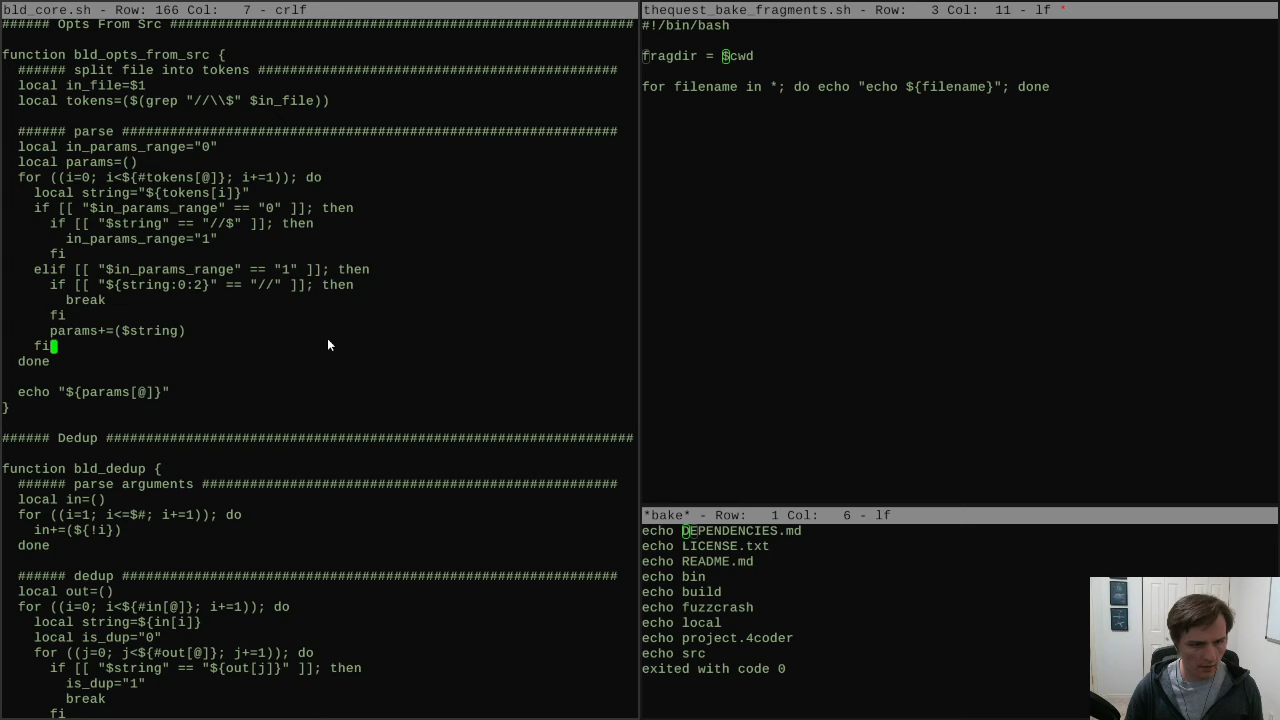 bld_core.sh - Row: 166 Col:   7 - crlf
###### Opts From Src ############################################################
function bld_opts_from_src {
  ###### split file into tokens #############################################
  local in_file=$1
  local tokens=($(grep "//\\$" $in_file))
  ###### parse ##############################################################
  local in_params_range="0"
  local params=()
  for ((i=0; i<${#tokens[@]}; i+=1)); do
    local string="${tokens[i]}"
    if [[ "$in_params_range" == "0" ]]; then
      if [[ "$string" == "//$" ]]; then
        in_params_range="1"
      fi
    elif [[ "$in_params_range" == "1" ]]; then
      if [[ "${string:0:2}" == "//" ]]; then
        break
      fi
      params+=($string)
    fi
  done
  echo "${params[@]}"
}
###### Dedup ##################################################################
function bld_dedup {
  ###### parse arguments ####################################################
  local in=()
  for ((i=1; i<=$#; i+=1)); do
    in+=(${!i})
  done
  ###### dedup ##############################################################
  local out=()
  for ((i=0; i<${#in[@]}; i+=1)); do
    local string=${in[i]}
    local is_dup="0"
    for ((j=0; j<${#out[@]}; j+=1)); do
      if [[ "$string" == "${out[j]}" ]]; then
        is_dup="1"
        break
      fi
thequest_bake_fragments.sh - Row:   3 Col:  11 - lf *
#!/bin/bash
fragdir = $cwd
for filename in *; do echo "echo ${filename}"; done
*bake* - Row:   1 Col:   6 - lf
echo DEPENDENCIES.md
echo LICENSE.txt
echo README.md
echo bin
echo build
echo fuzzcrash
echo local
echo project.4coder
echo src
exited with code 0